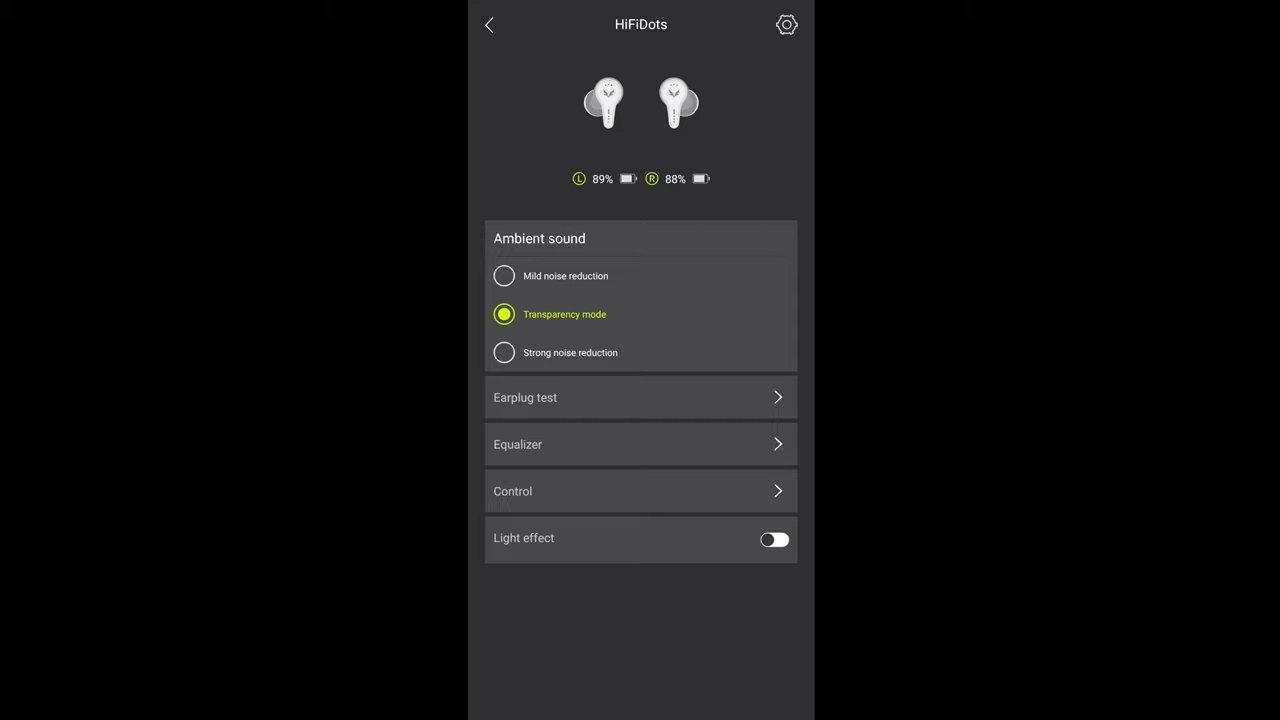 HiFiDots
L 89% R 88%
Ambient sound
Mild noise reduction
Transparency mode
Strong noise reduction
Earplug test
Equalizer
Control
Light effect